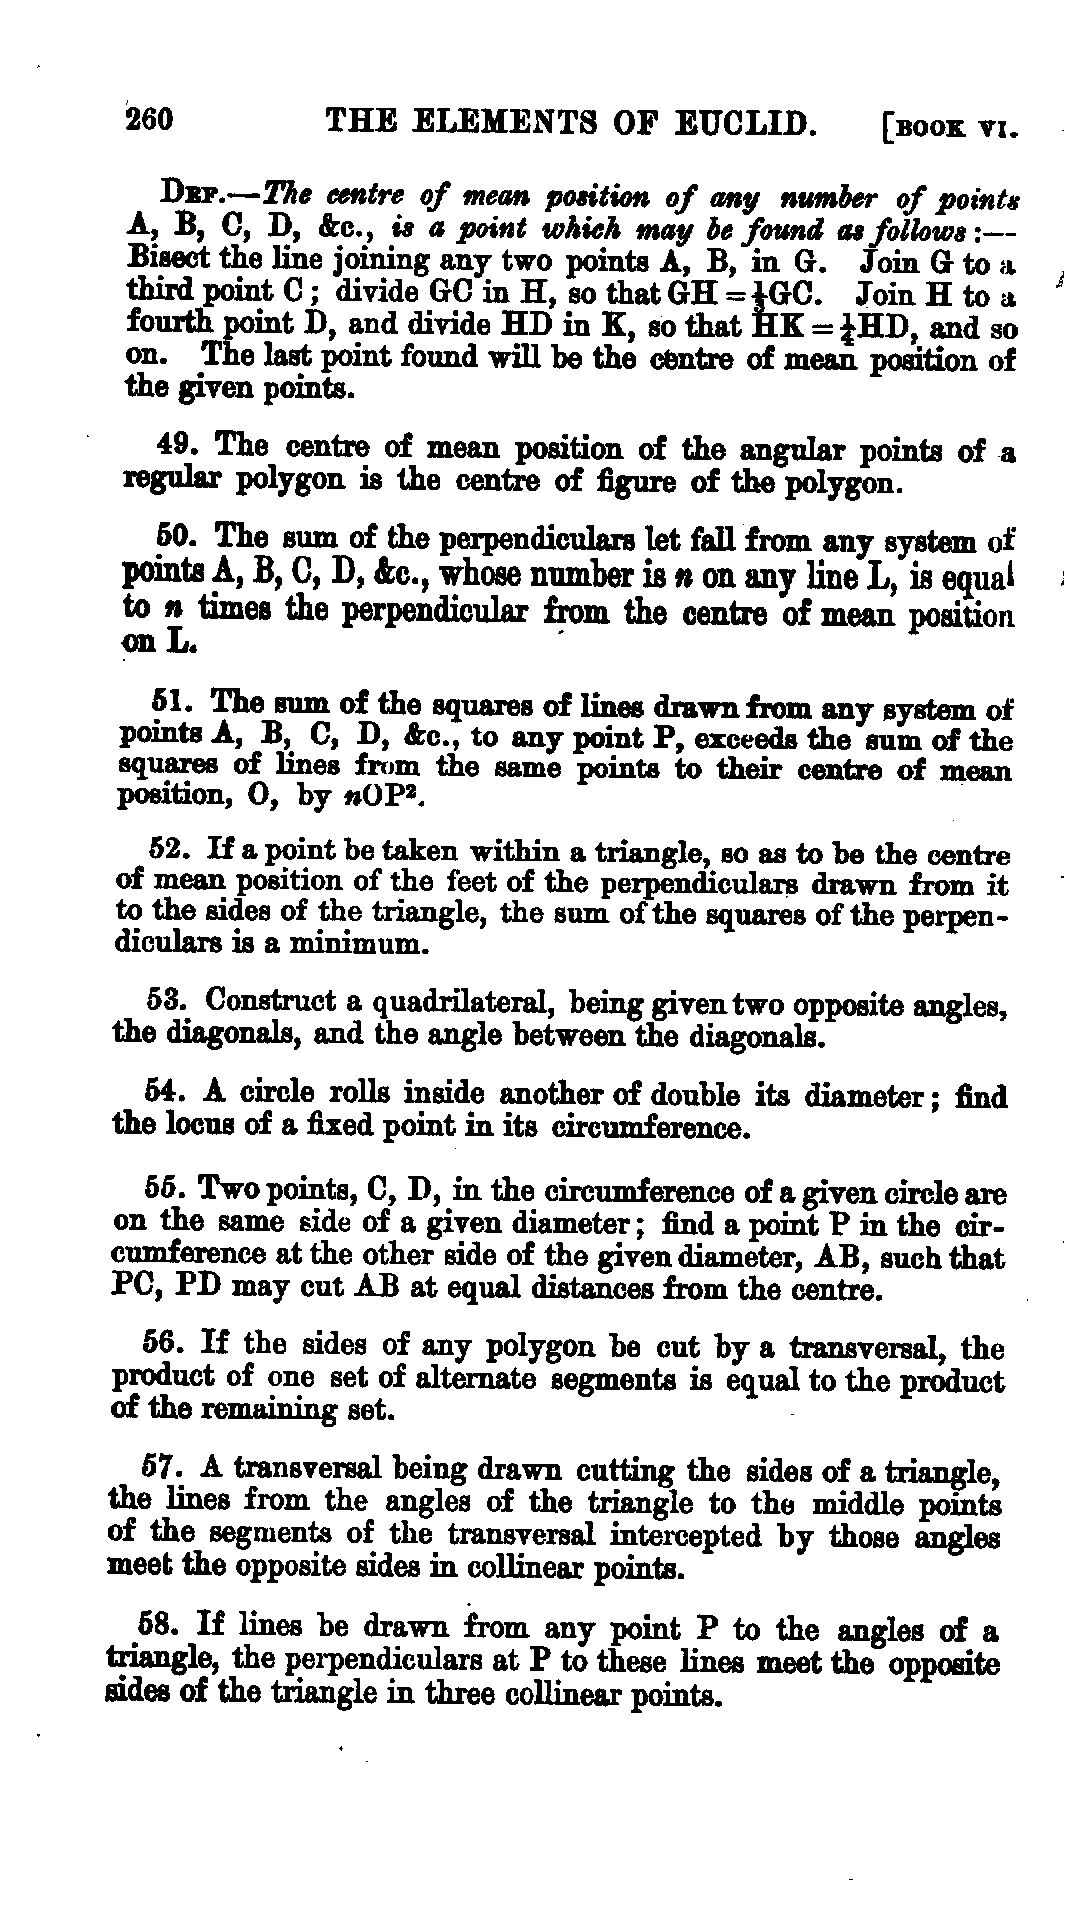 260 THE ELEMENTS OF EUCLID. [BOOK VI.
DEF.—The centre of mean position of any number of points
A, B, C, D, &c., is a point which may be found as follows :—
Bisect the line joining any two points A, B, in G. Join G to a
third point C ; divide GC in H, so that GH = ⅓GC. Join H to a
fourth point D, and divide HD in K, so that HK = ¼HD, and so
on. The last point found will be the centre of mean position of
the given points.
49. The centre of mean position of the angular points of a
regular polygon is the centre of figure of the polygon.
50. The sum of the perpendiculars let fall from any system of
points A, B, C, D, &c., whose number is n on any line L, is equal
to n times the perpendicular from the centre of mean position
on L.
51. The sum of the squares of lines drawn from any system of
points A, B, C, D, &c., to any point P, exceeds the sum of the
squares of lines from the same points to their centre of mean
position, O, by nOP².
52. If a point be taken within a triangle, so as to be the centre
of mean position of the feet of the perpendiculars drawn from it
to the sides of the triangle, the sum of the squares of the perpen-
diculars is a minimum.
53. Construct a quadrilateral, being given two opposite angles,
the diagonals, and the angle between the diagonals.
54. A circle rolls inside another of double its diameter ; find
the locus of a fixed point in its circumference.
55. Two points, C, D, in the circumference of a given circle are
on the same side of a given diameter ; find a point P in the cir-
cumference at the other side of the given diameter, AB, such that
PC, PD may cut AB at equal distances from the centre.
56. If the sides of any polygon be cut by a transversal, the
product of one set of alternate segments is equal to the product
of the remaining set.
57. A transversal being drawn cutting the sides of a triangle,
the lines from the angles of the triangle to the middle points
of the segments of the transversal intercepted by those angles
meet the opposite sides in collinear points.
58. If lines be drawn from any point P to the angles of a
triangle, the perpendiculars at P to these lines meet the opposite
sides of the triangle in three collinear points.